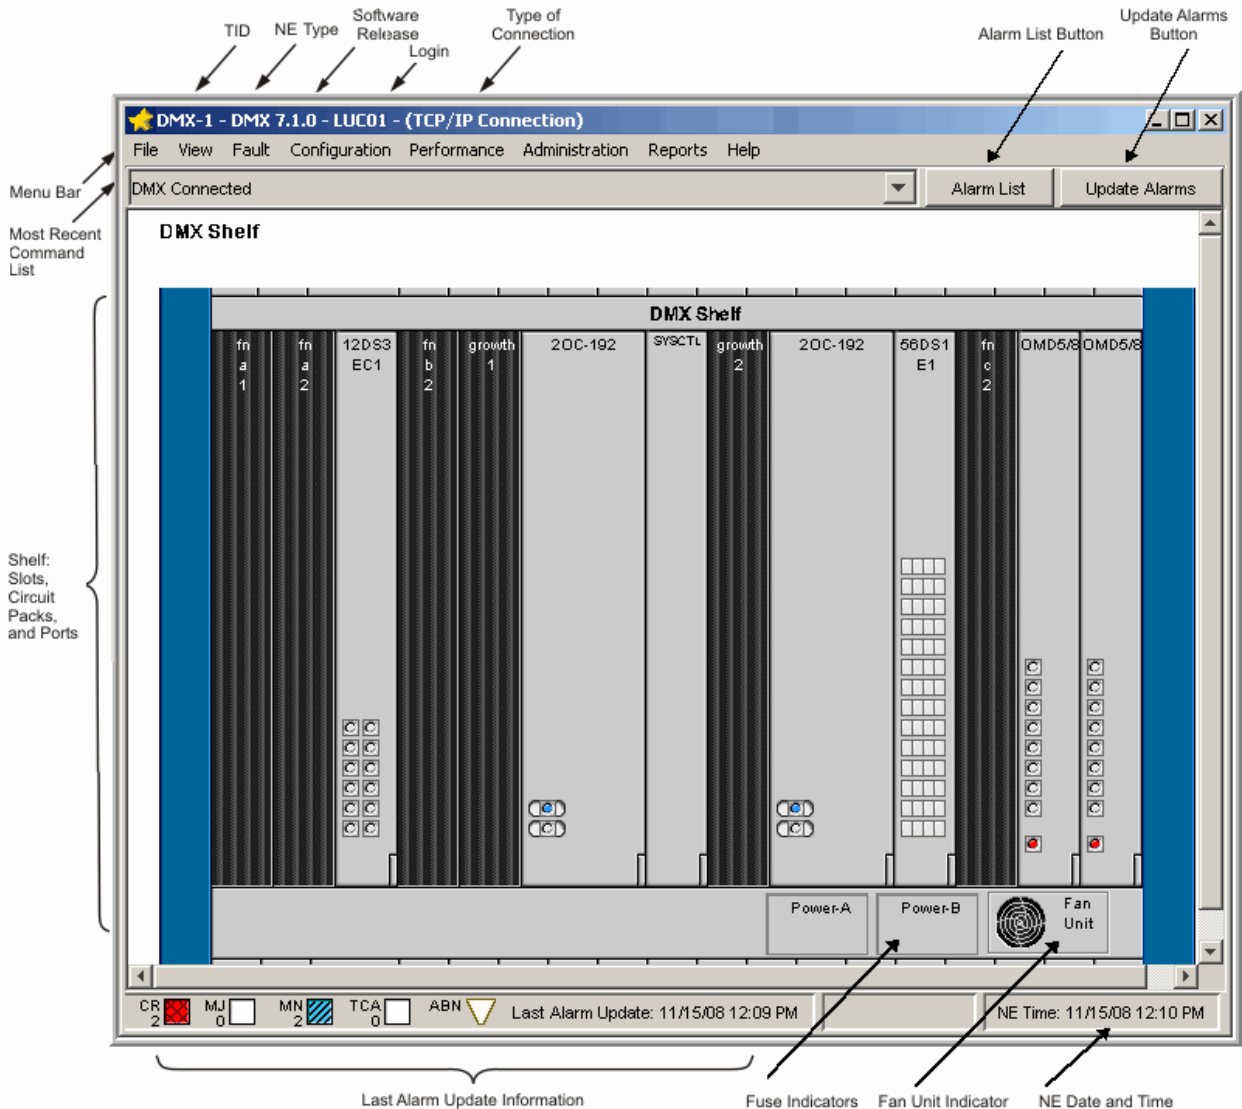 TID
NE Type
Software
Release
Login
Type of
Connection
Alarm List Button
Update Alarms
Button
DMX-1 - DMX 7.1.0 - LUC01 - (TCP/IP Connection)
File View Fault Configuration Performance Administration Reports Help
Menu Bar
DMX Connected
Alarm List
Update Alarms
Most Recent
Command
List
DMX Shelf
DMX Shelf
fn
a
1
fn
a
2
12DS3
EC1
fn
b
2
growth
1
2OC-192
SYSCTL
growth
2
2OC-192
56DS1
E1
fn
c
2
OMD5/8
OMD5/8
Shelf:
Slots,
Circuit
Packs,
and Ports
Power-A
Power-B
Fan
Unit
CR
2
MJ
0
MN
2
TCA
0
ABN
Last Alarm Update: 11/15/08 12:09 PM
NE Time: 11/15/08 12:10 PM
Last Alarm Update Information
Fuse Indicators
Fan Unit Indicator
NE Date and Time